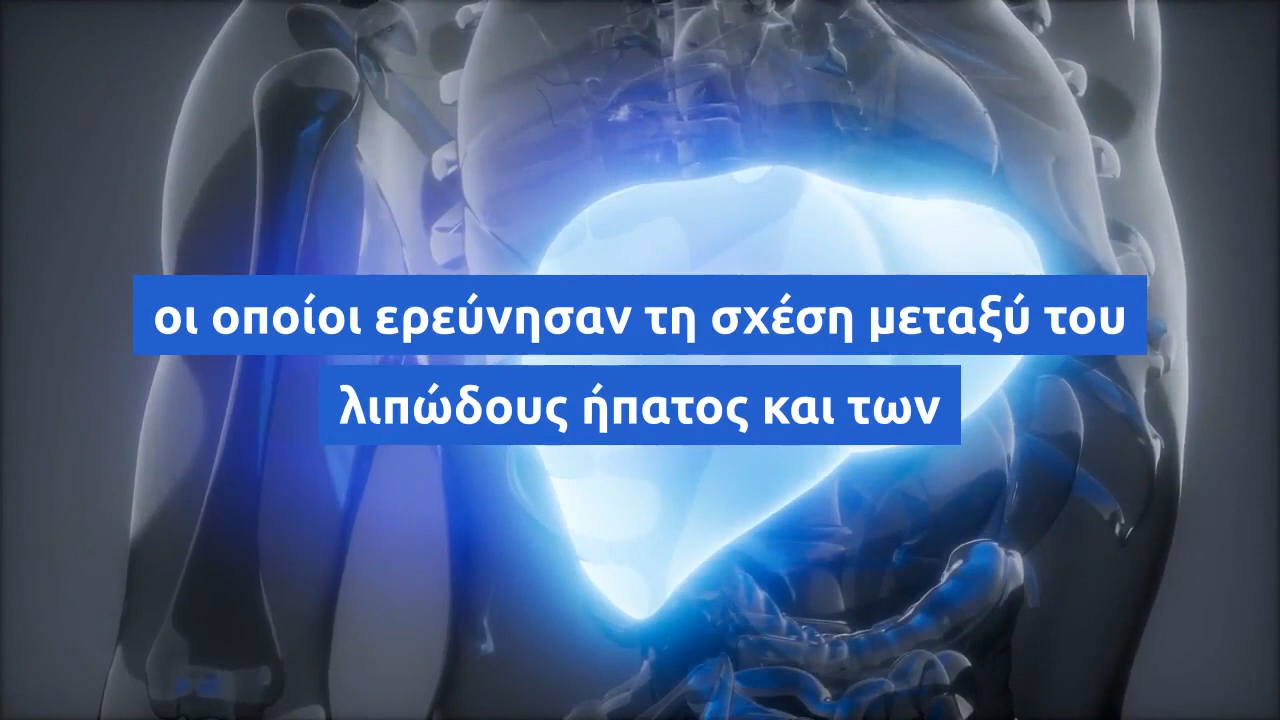 οι οποίοι ερεύνησαν τη σχέση μεταξύ του
λιπώδους ήπατος και των